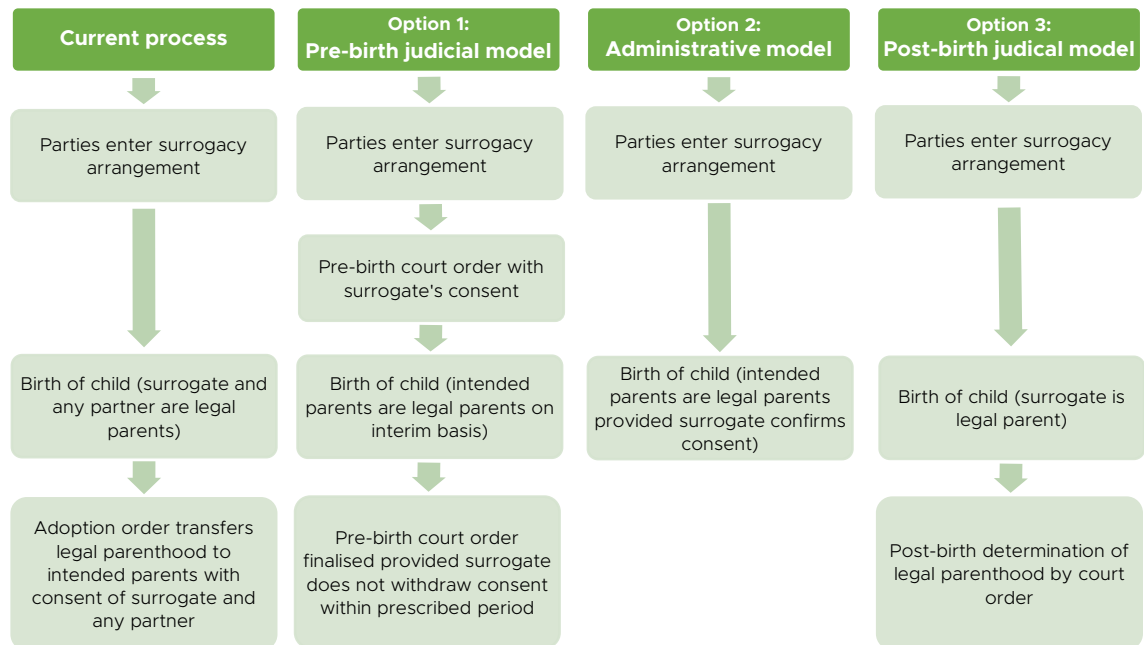 Current process
Parties enter surrogacy
arrangement
Birth of child (surrogate and
any partner are legal
parents)
Adoption order transfers
legal parenthood to
intended parents with
consent of surrogate and
any partner
Option 1:
Pre-birth judicial model
Parties enter surrogacy
arrangement
Pre-birth court order with
surrogate's consent
Birth of child (intended
parents are legal parents on
interim basis)
Pre-birth court order
finalised provided surrogate
does not withdraw consent
within prescribed period
Option 2:
Administrative model
Parties enter surrogacy
arrangement
Birth of child (intended
parents are legal parents
provided surrogate confirms
consent)
Option 3:
Post-birth judical model
Parties enter surrogacy
arrangement
Birth of child (surrogate is
legal parent)
Post-birth determination of
legal parenthood by court
order